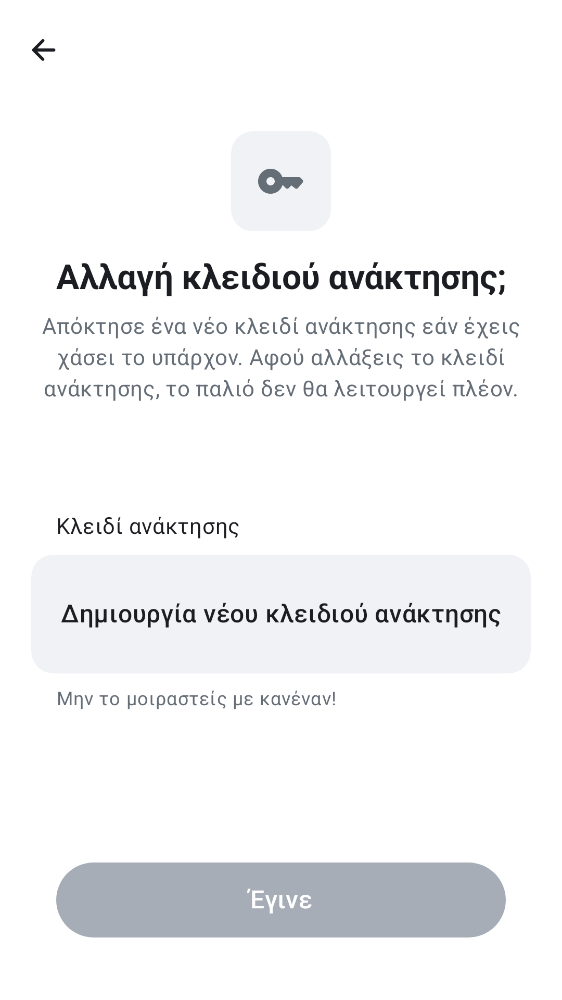 Αλλαγή κλειδιού ανάκτησης;
Απόκτησε ένα νέο κλειδί ανάκτησης εάν έχεις
χάσει το υπάρχον. Αφού αλλάξεις το κλειδί
ανάκτησης, το παλιό δεν θα λειτουργεί πλέον.
Κλειδί ανάκτησης
Δημιουργία νέου κλειδιού ανάκτησης
Μην το μοιραστείς με κανέναν!
Έγινε